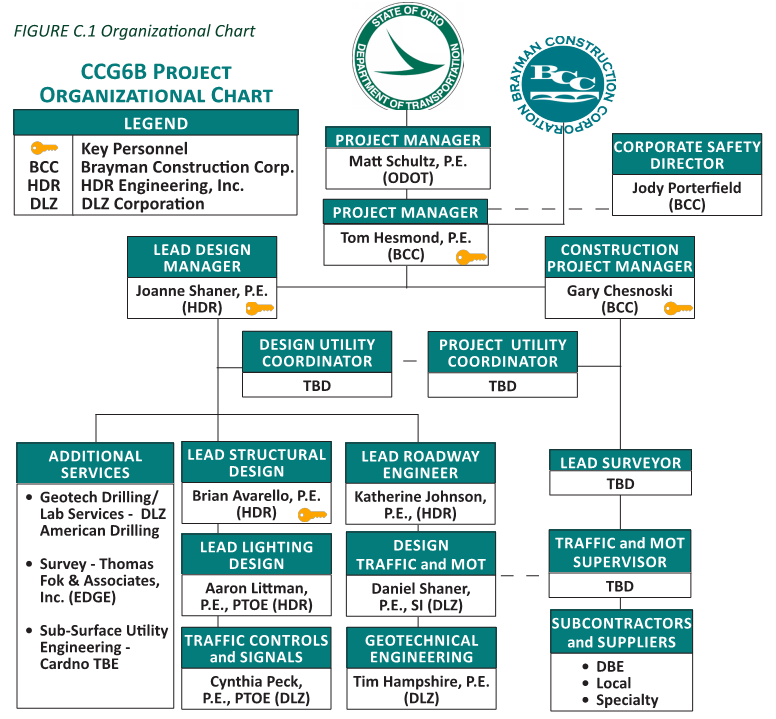 FIGURE C.1 Organizational Chart
CCG6B PROJECT
ORGANIZATIONAL CHART
LEGEND
Key Personnel
BCC Brayman Construction Corp.
HDR HDR Engineering, Inc.
DLZ DLZ Corporation
STATE OF OHIO
DEPARTMENT OF TRANSPORTATION
BRAYMAN CONSTRUCTION CORPORATION
BCC
PROJECT MANAGER
Matt Schultz, P.E.
(ODOT)
CORPORATE SAFETY
DIRECTOR
Jody Porterfield
(BCC)
PROJECT MANAGER
Tom Hesmond, P.E.
(BCC)
LEAD DESIGN
MANAGER
Joanne Shaner, P.E.
(HDR)
CONSTRUCTION
PROJECT MANAGER
Gary Chesnoski
(BCC)
DESIGN UTILITY
COORDINATOR
TBD
PROJECT UTILITY
COORDINATOR
TBD
ADDITIONAL
SERVICES
• Geotech Drilling/
Lab Services - DLZ
American Drilling
• Survey - Thomas
Fok & Associates,
Inc. (EDGE)
• Sub-Surface Utility
Engineering -
Cardno TBE
LEAD STRUCTURAL
DESIGN
Brian Avarello, P.E.
(HDR)
LEAD LIGHTING
DESIGN
Aaron Littman,
P.E., PTOE (HDR)
TRAFFIC CONTROLS
and SIGNALS
Cynthia Peck,
P.E., PTOE (DLZ)
LEAD ROADWAY
ENGINEER
Katherine Johnson,
P.E., (HDR)
DESIGN
TRAFFIC and MOT
Daniel Shaner,
P.E., SI (DLZ)
GEOTECHNICAL
ENGINEERING
Tim Hampshire, P.E.
(DLZ)
LEAD SURVEYOR
TBD
TRAFFIC and MOT
SUPERVISOR
TBD
SUBCONTRACTORS
and SUPPLIERS
• DBE
• Local
• Specialty